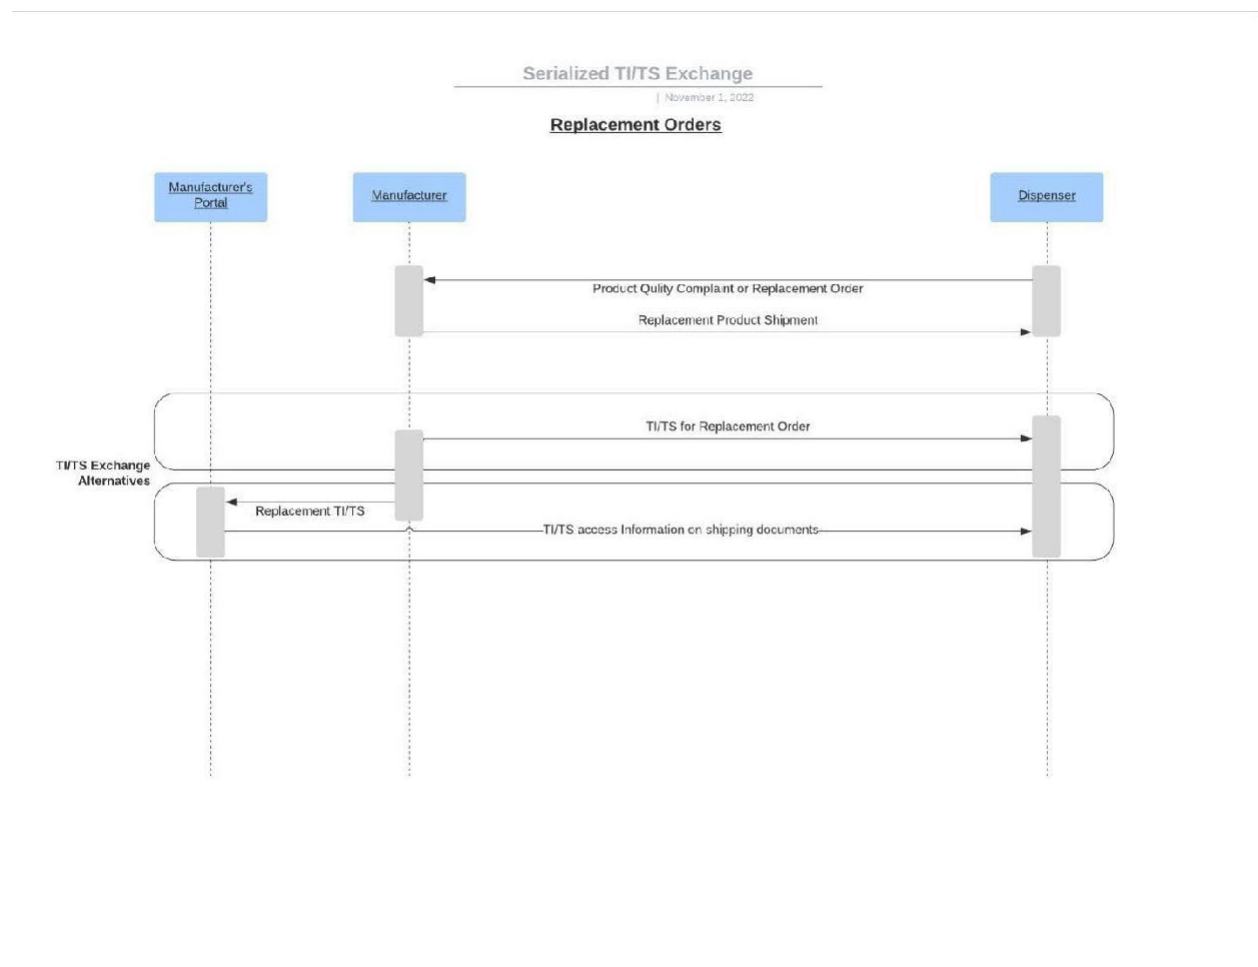 Serialized TI/TS Exchange
| November 1, 2022
Replacement Orders
Manufacturer's
Portal
Manufacturer
Dispenser
Product Qulity Complaint or Replacement Order
Replacement Product Shipment
TI/TS for Replacement Order
TI/TS Exchange
Alternatives
Replacement TI/TS
TI/TS access Information on shipping documents